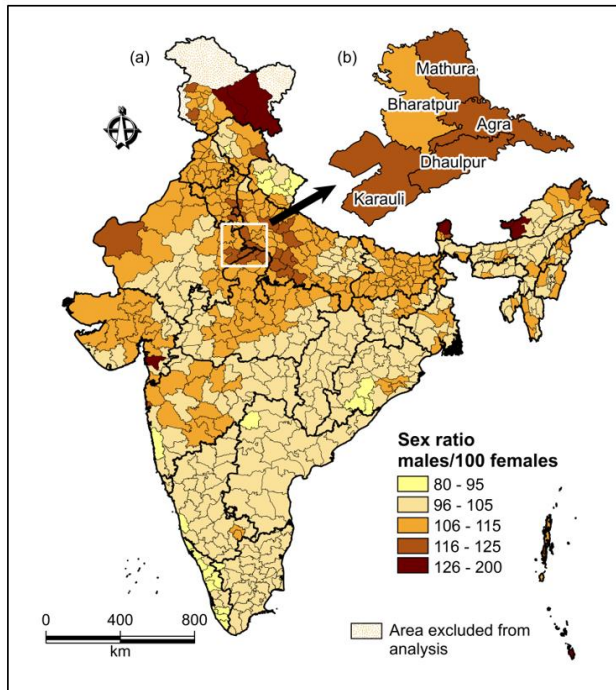 (a)
(b)
Mathura
Bharatpur
Agra
Dhaulpur
Karauli
Sex ratio
males/100 females
80 - 95
96 - 105
106 - 115
116 - 125
126 - 200
0 400 800
km
Area excluded from
analysis